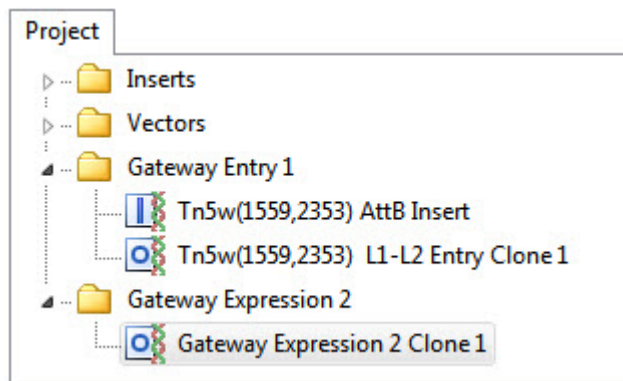 Project
Inserts
Vectors
Gateway Entry 1
Tn5w(1559,2353) AttB Insert
Tn5w(1559,2353) L1-L2 Entry Clone 1
Gateway Expression 2
Gateway Expression 2 Clone 1